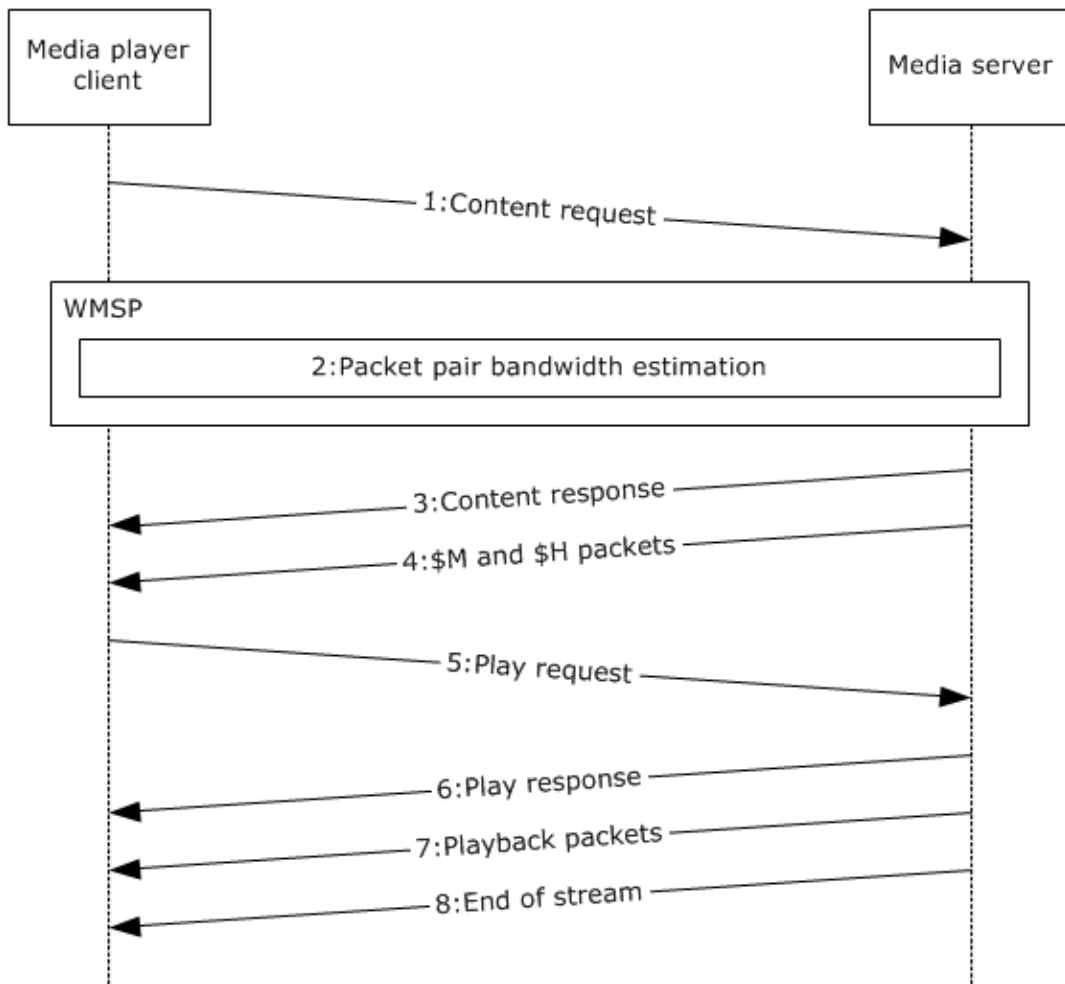 Media player
client
Media server
1:Content request
WMSP
2:Packet pair bandwidth estimation
3:Content response
4:$M and $H packets
5:Play request
6:Play response
7:Playback packets
8:End of stream